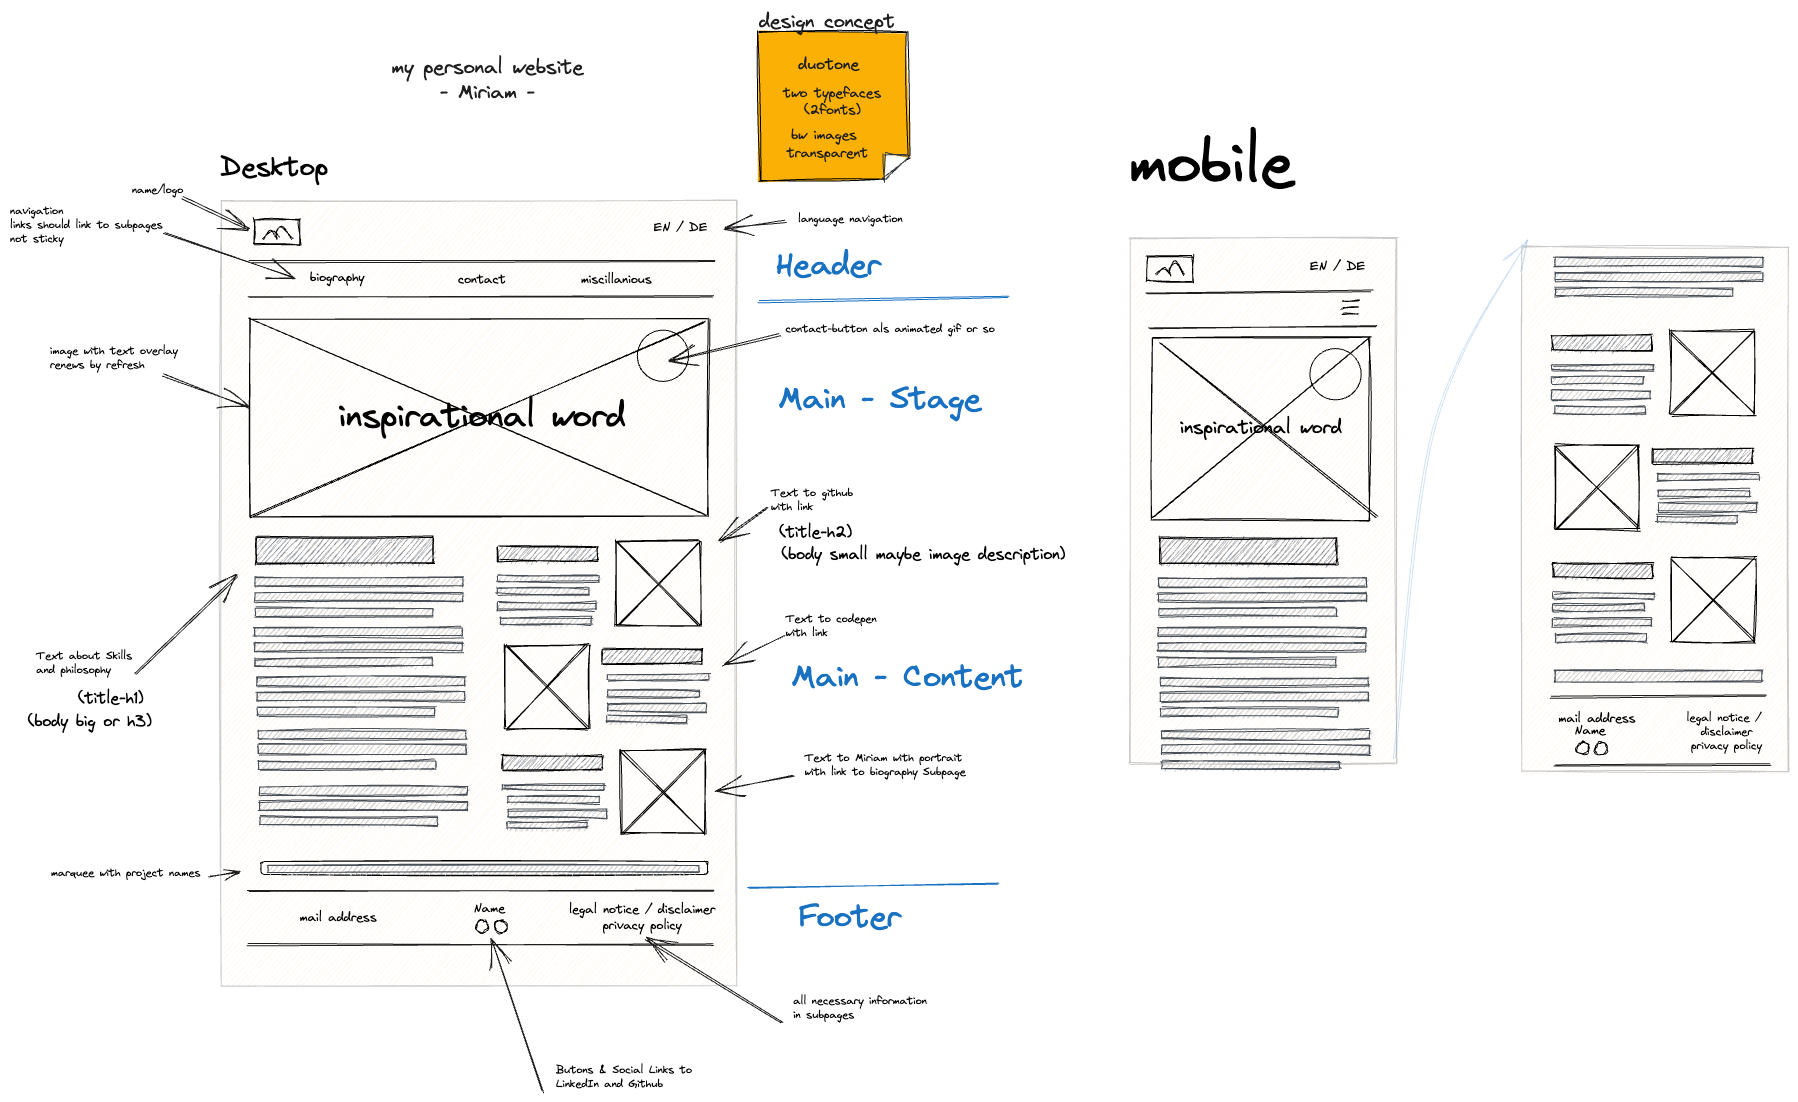 design concept
duotone
two typefaces
(2fonts)
bw images
transparent
my personal website
- Miriam -
Desktop
name/logo
navigation
links should link to subpages
not sticky
EN / DE
language navigation
biography
contact
miscillanious
Header
image with text overlay
renews by refresh
inspirational word
contact-button als animated gif or so
Main - Stage
Text to github
with link
(title-h2)
(body small maybe image description)
Text about Skills
and philosophy
(title-h1)
(body big or h3)
Text to codepen
with link
Main - Content
Text to Miriam with portrait
with link to biography Subpage
marquee with project names
mail address
Name
legal notice / disclaimer
privacy policy
Footer
all necessary information
in subpages
Butons & Social Links to
LinkedIn and Github
mobile
EN / DE
inspirational word
mail address
Name
legal notice /
disclaimer
privacy policy